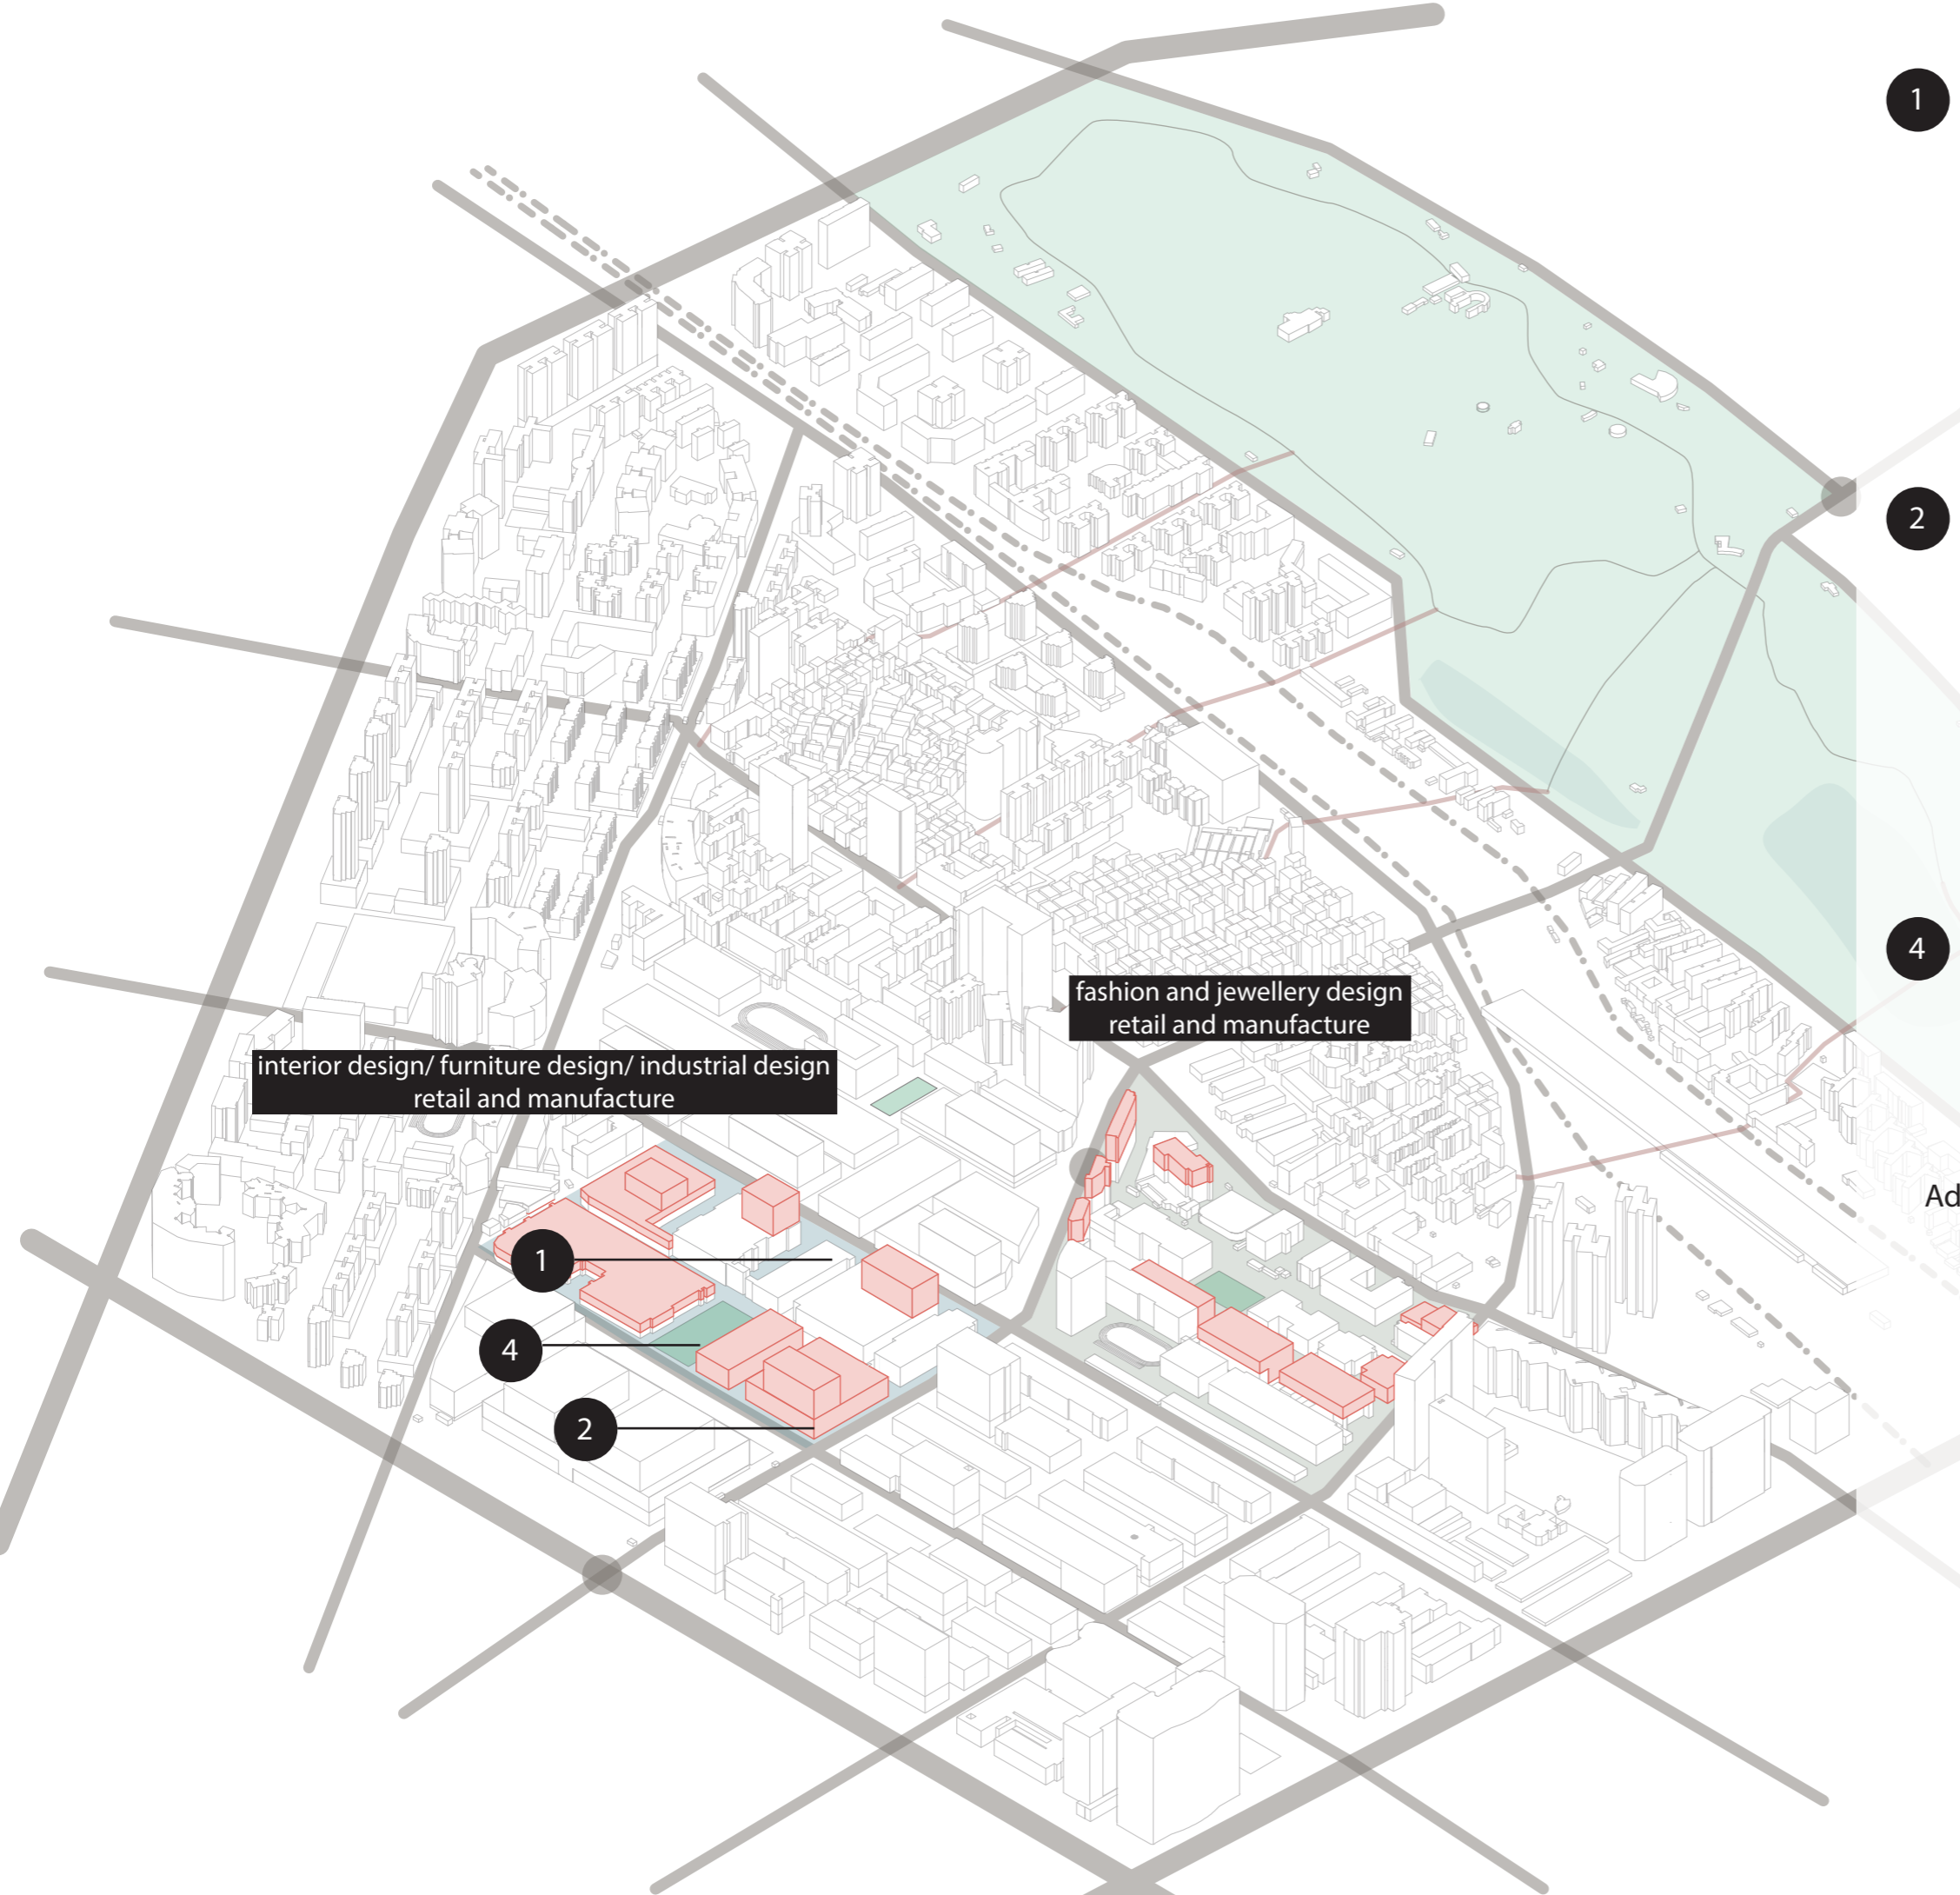 1
2
4
fashion and jewellery design
retail and manufacture
interior design/ furniture design/ industrial design
retail and manufacture
Ad
1
4
2